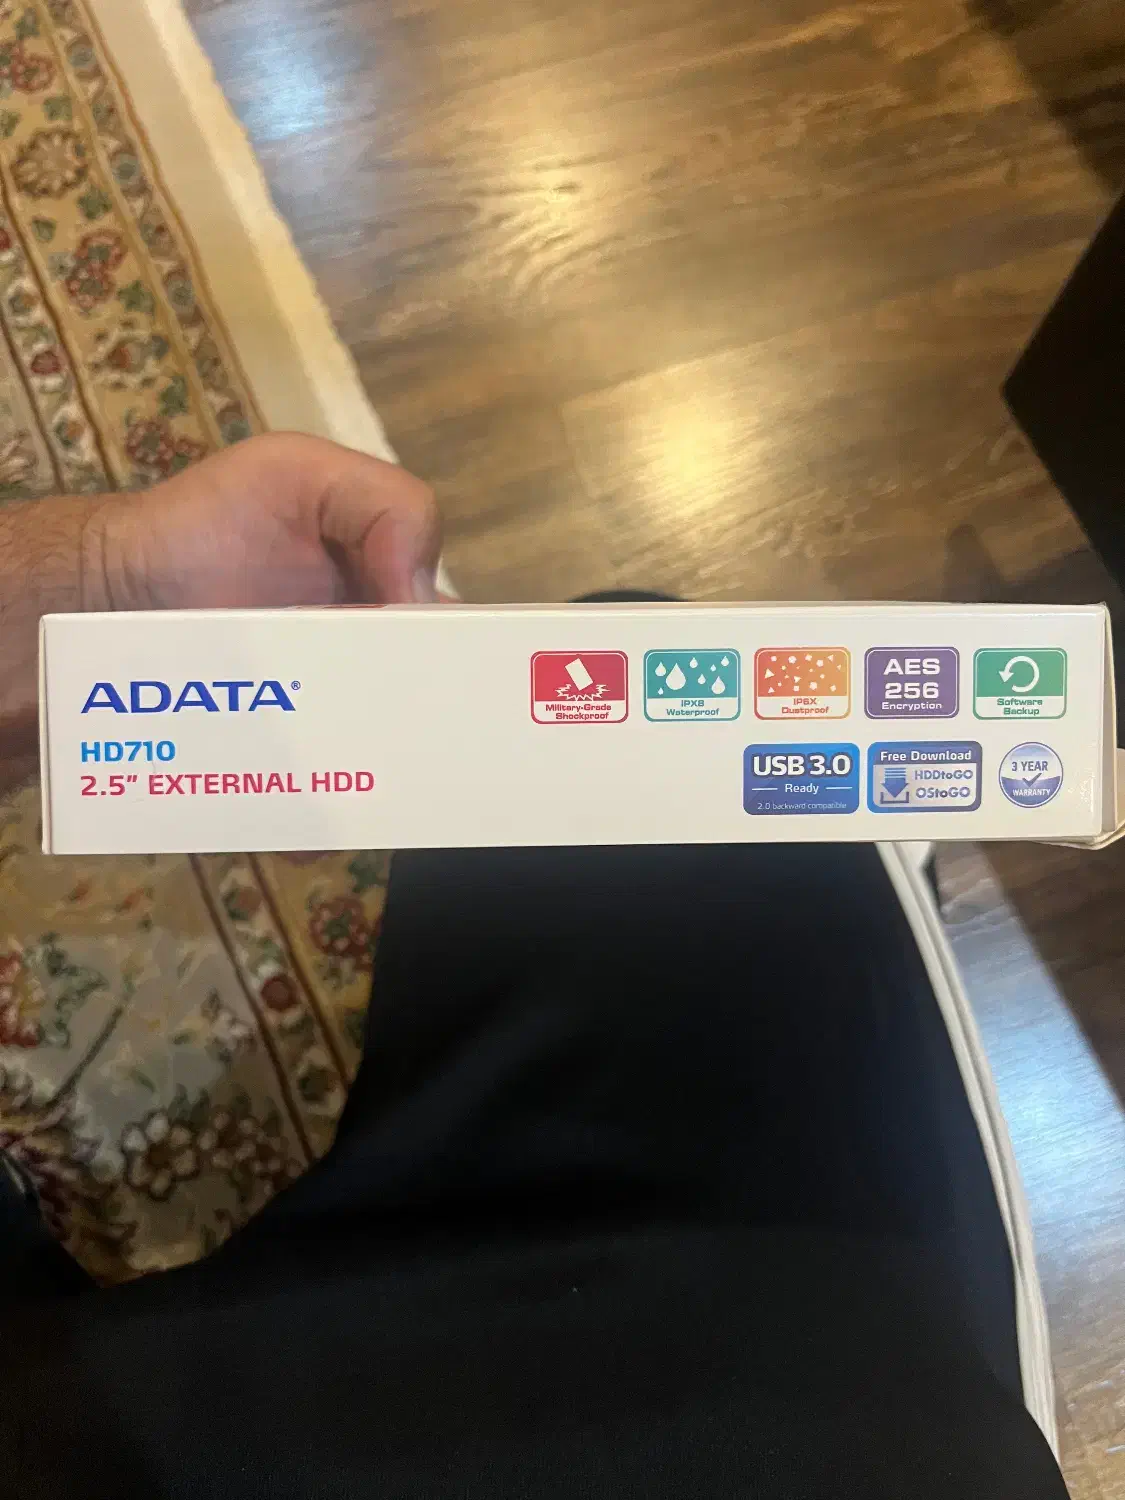 ADATA®
HD710
2.5" EXTERNAL HDD
Military-Grade
Shockproof
IPX8
Waterproof
IP6X
Dustproof
AES
256
Encryption
Software
Backup
USB 3.0
Ready
2.0 backward compatible
Free Download
HDDtoGO
OStoGO
3 YEAR
WARRANTY